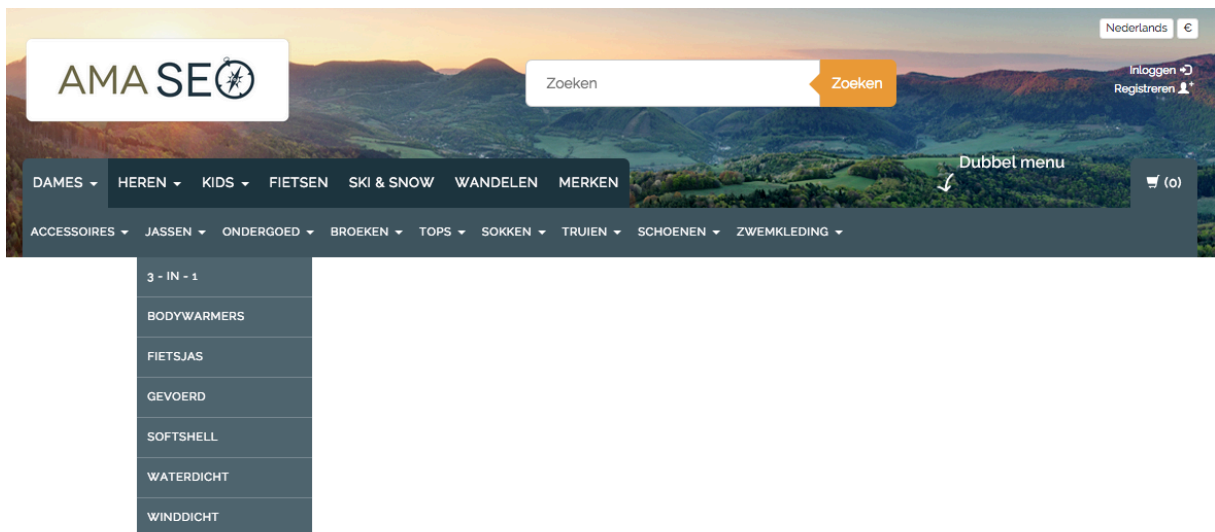 Nederlands €
AMA SEO
Zoeken Zoeken
Inloggen
Registreren
Dubbel menu
DAMES HEREN KIDS FIETSEN SKI & SNOW WANDELEN MERKEN (0)
ACCESSOIRES JASSEN ONDERGOED BROEKEN TOPS SOKKEN TRUIEN SCHOENEN ZWEMKLEDING
3 - IN - 1
BODYWARMERS
FIETSJAS
GEVOERD
SOFTSHELL
WATERDICHT
WINDDICHT